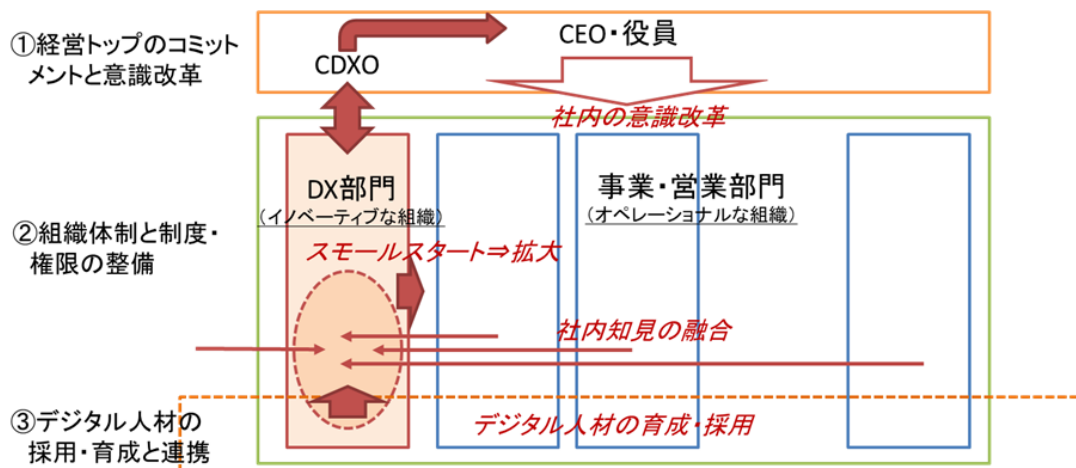 ①経営トップのコミット
メントと意識改革
CEO・役員
CDXO
社内の意識改革
DX部門
(イノベーティブな組織)
事業・営業部門
(オペレーショナルな組織)
②組織体制と制度・
権限の整備
スモールスタート⇒拡大
社内知見の融合
③デジタル人材の
採用・育成と連携
デジタル人材の育成・採用